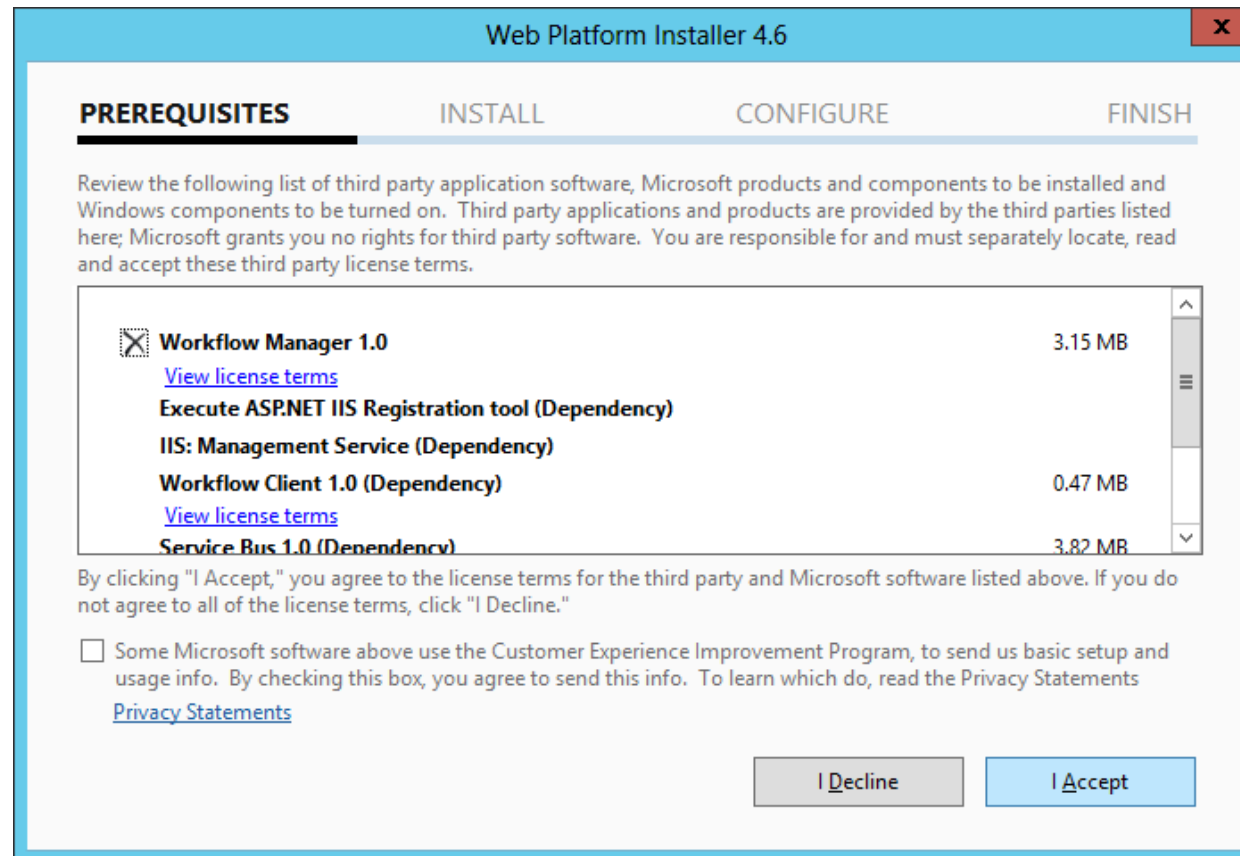 Web Platform Installer 4.6
x
PREREQUISITES INSTALL CONFIGURE FINISH
Review the following list of third party application software, Microsoft products and components to be installed and
Windows components to be turned on. Third party applications and products are provided by the third parties listed
here; Microsoft grants you no rights for third party software. You are responsible for and must separately locate, read
and accept these third party license terms.
Workflow Manager 1.0 3.15 MB
View license terms
Execute ASP.NET IIS Registration tool (Dependency)
IIS: Management Service (Dependency)
Workflow Client 1.0 (Dependency) 0.47 MB
View license terms
Service Bus 1.0 (Dependency) 3.82 MB
By clicking "I Accept," you agree to the license terms for the third party and Microsoft software listed above. If you do
not agree to all of the license terms, click "I Decline."
Some Microsoft software above use the Customer Experience Improvement Program, to send us basic setup and
usage info. By checking this box, you agree to send this info. To learn which do, read the Privacy Statements
Privacy Statements
I Decline I Accept